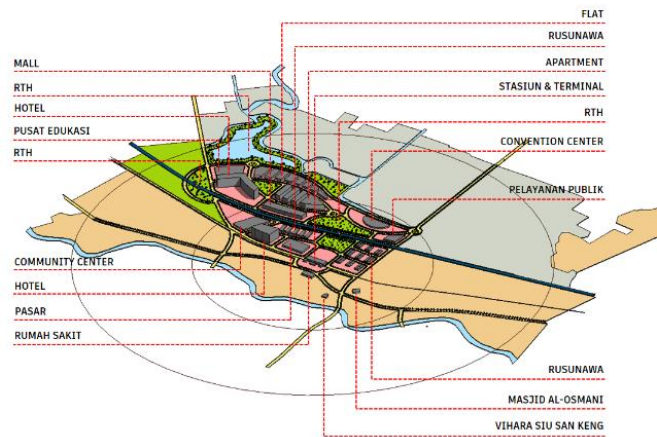 FLAT
RUSUNAWA
MALL
APARTMENT
RTH
STASIUN & TERMINAL
HOTEL
RTH
PUSAT EDUKASI
CONVENTION CENTER
RTH
PELAYANAN PUBLIK
COMMUNITY CENTER
HOTEL
PASAR
RUMAH SAKIT
RUSUNAWA
MASJID AL-OSMANI
VIHARA SIU SAN KENG